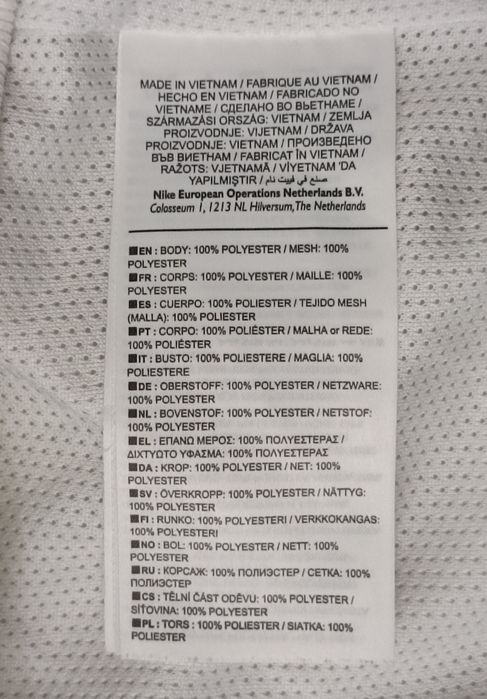 MADE IN VIETNAM / FABRIQUE AU VIETNAM /
HECHO EN VIETNAM / FABRICADO NO
VIETNAME / СДЕЛАНО ВО ВЬЕТНАМЕ /
SZÁRMAZÁSI ORSZÁG: VIETNAM / ZEMLJA
PROIZVODNJE: VIJETNAM / DRŽAVA
PROIZVODNJE: VIETNAM / ПРОИЗВЕДЕНО
ВЪВ ВИЕТНАМ / FABRICAT ÎN VIETNAM /
RAŽOTS: VJETNAMĀ / VİYETNAM 'DA
YAPILMIŞTIR / صنع في فييت نام
Nike European Operations Netherlands B.V.
Colosseum 1, 1213 NL Hilversum, The Netherlands
EN : BODY: 100% POLYESTER / MESH: 100%
POLYESTER
FR : CORPS: 100% POLYESTER / MAILLE: 100%
POLYESTER
ES : CUERPO: 100% POLIESTER / TEJIDO MESH
(MALLA): 100% POLIESTER
PT : CORPO: 100% POLIÉSTER / MALHA or REDE:
100% POLIÉSTER
IT : BUSTO: 100% POLIESTERE / MAGLIA: 100%
POLIESTERE
DE : OBERSTOFF: 100% POLYESTER / NETZWARE:
100% POLYESTER
NL : BOVENSTOF: 100% POLYESTER / NETSTOF:
100% POLYESTER
EL : ΕΠΑΝΩ ΜΕΡΟΣ: 100% ΠΟΛΥΕΣΤΕΡΑΣ /
ΔΙΧΤΥΩΤΟ ΥΦΑΣΜΑ: 100% ΠΟΛΥΕΣΤΕΡΑΣ
DA : KROP: 100% POLYESTER / NET: 100%
POLYESTER
SV : ÖVERKROPP: 100% POLYESTER / NÄTTYG:
100% POLYESTER
FI : RUNKO: 100% POLYESTERI / VERKKOKANGAS:
100% POLYESTERI
NO : BOL: 100% POLYESTER / NETT: 100%
POLYESTER
RU : КОРСАЖ: 100% ПОЛИЭСТЕР / СЕТКА: 100%
ПОЛИЭСТЕР
CS : TĚLNÍ ČÁST ODĚVU: 100% POLYESTER /
SÍŤOVINA: 100% POLYESTER
PL : TORS : 100% POLIESTER / SIATKA: 100%
POLIESTER